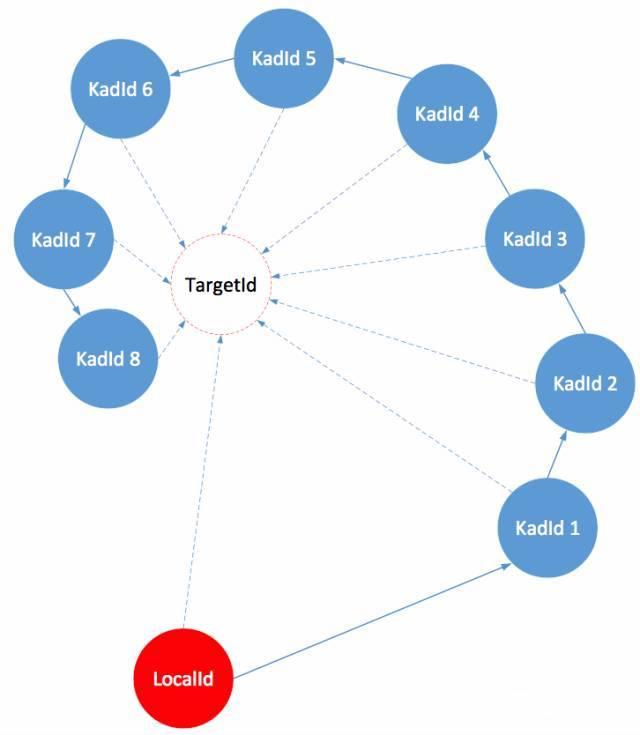 KadId 5
KadId 6
KadId 4
KadId 7
KadId 3
TargetId
KadId 8
KadId 2
KadId 1
LocalId